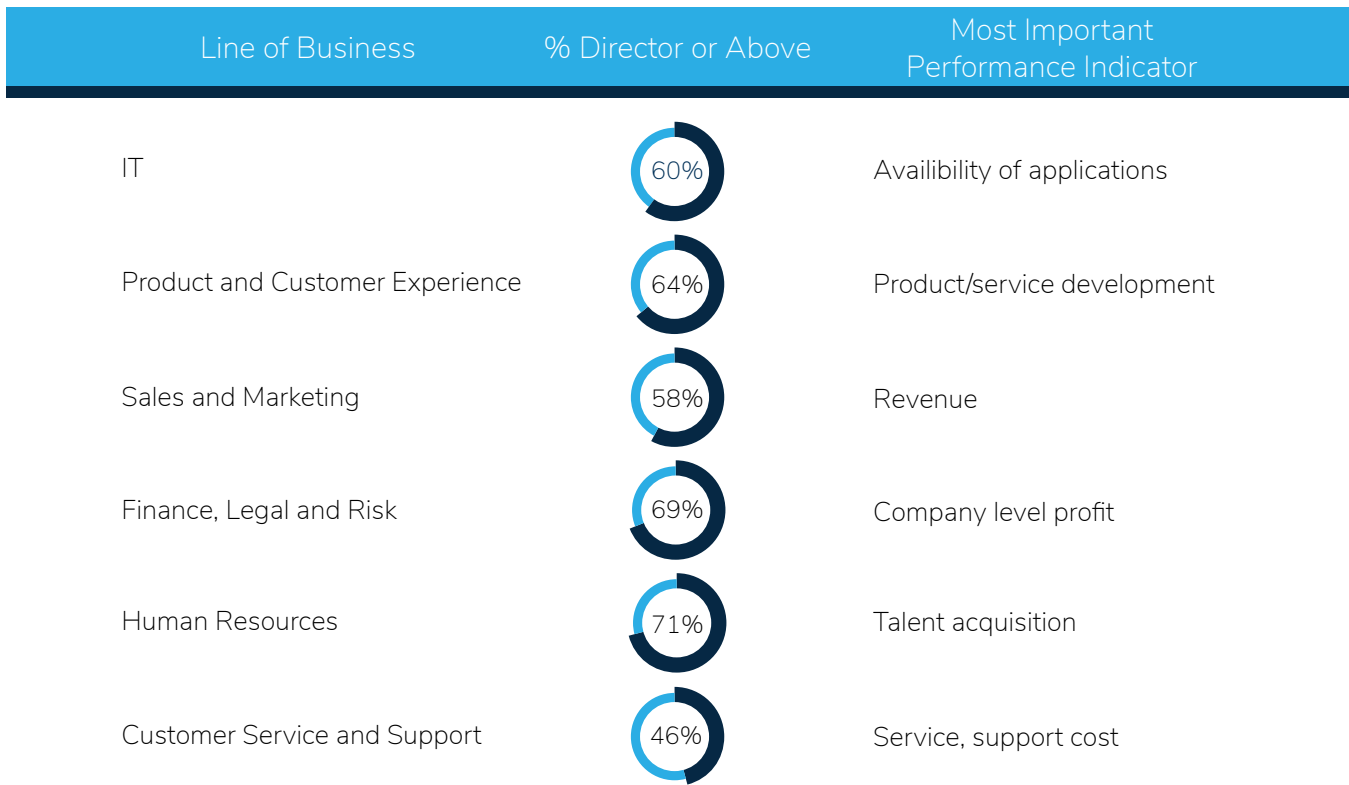 Line of Business
% Director or Above
Most Important
Performance Indicator
IT
60%
Availibility of applications
Product and Customer Experience
64%
Product/service development
Sales and Marketing
58%
Revenue
Finance, Legal and Risk
69%
Company level profit
Human Resources
71%
Talent acquisition
Customer Service and Support
46%
Service, support cost